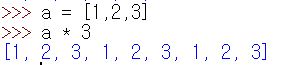 >>> a = [1,2,3]
>>> a * 3
[1, 2, 3, 1, 2, 3, 1, 2, 3]